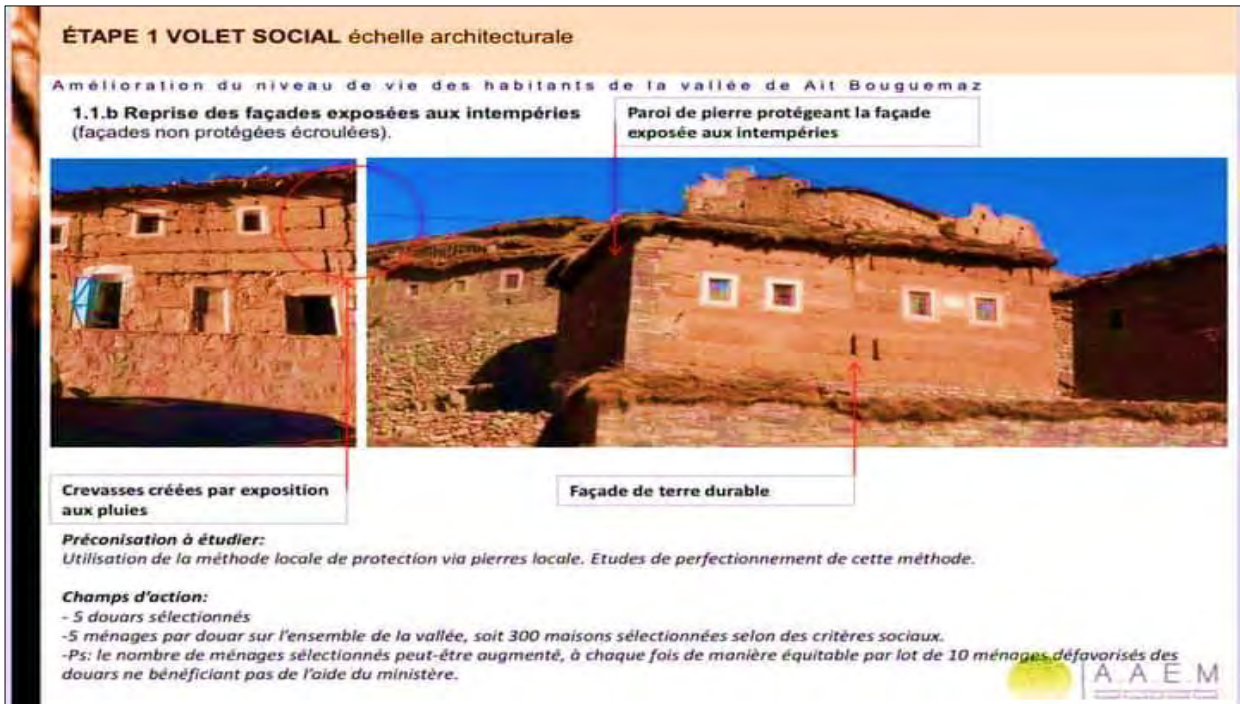 ÉTAPE 1 VOLET SOCIAL échelle architecturale
Amélioration du niveau de vie des habitants de la vallée de Ait Bouguemaz
1.1.b Reprise des façades exposées aux intempéries
(façades non protégées écroulées).
Paroi de pierre protégeant la façade
exposée aux intempéries
Crevasses créées par exposition
aux pluies
Façade de terre durable
Préconisation à étudier:
Utilisation de la méthode locale de protection via pierres locale. Etudes de perfectionnement de cette méthode.
Champs d'action:
- 5 douars sélectionnés
-5 ménages par douar sur l'ensemble de la vallée, soit 300 maisons sélectionnées selon des critères sociaux.
-Ps: le nombre de ménages sélectionnés peut-être augmenté, à chaque fois de manière équitable par lot de 10 ménages défavorisés des
douars ne bénéficiant pas de l'aide du ministère.
A A E M